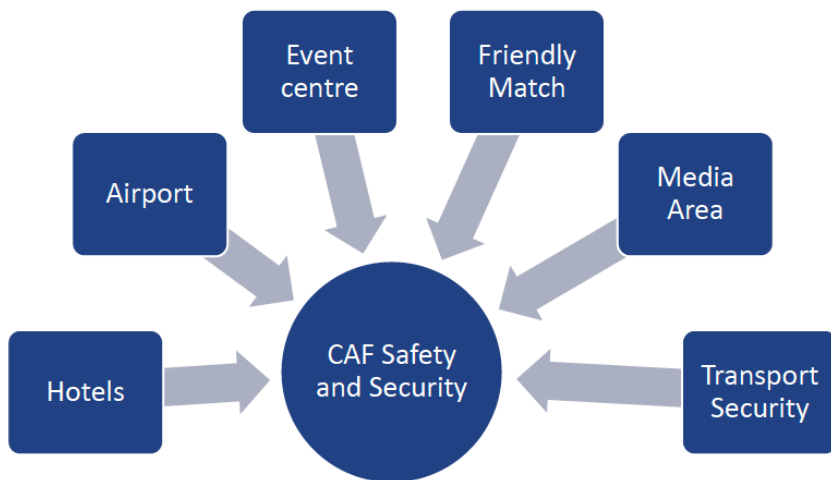 Event
centre
Friendly
Match
Airport
Media
Area
Hotels
CAF Safety
and Security
Transport
Security